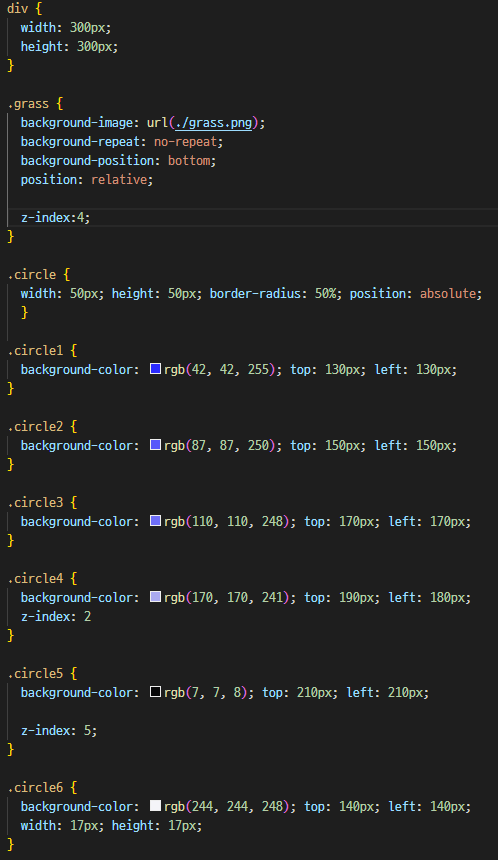 div {
width: 300px;
height: 300px;
}
.grass {
background-image: url(./grass.png);
background-repeat: no-repeat;
background-position: bottom;
position: relative;
z-index:4;
}
.circle {
width: 50px; height: 50px; border-radius: 50%; position: absolute;
}
.circle1 {
background-color: rgb(42, 42, 255); top: 130px; left: 130px;
}
.circle2 {
background-color: rgb(87, 87, 250); top: 150px; left: 150px;
}
.circle3 {
background-color: rgb(110, 110, 248); top: 170px; left: 170px;
}
.circle4 {
background-color: rgb(170, 170, 241); top: 190px; left: 180px;
z-index: 2
}
.circle5 {
background-color: rgb(7, 7, 8); top: 210px; left: 210px;
z-index: 5;
}
.circle6 {
background-color: rgb(244, 244, 248); top: 140px; left: 140px;
width: 17px; height: 17px;
}